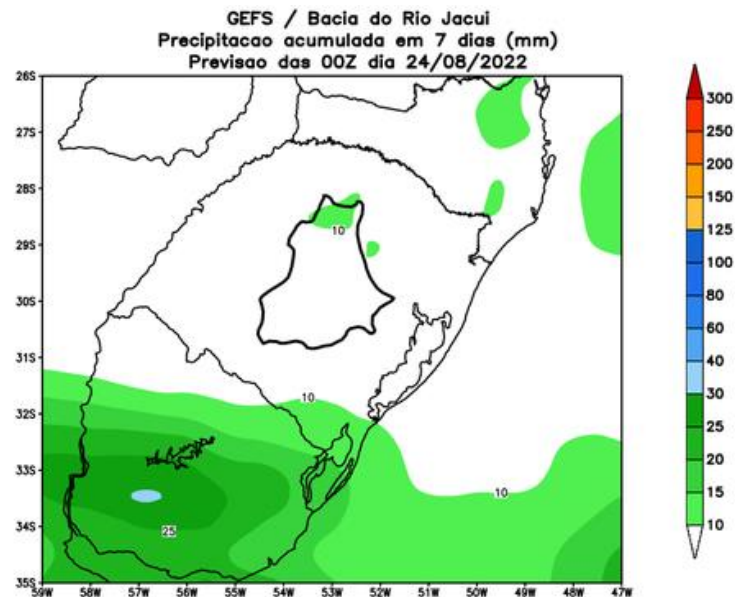 GEFS / Bacia do Rio Jacui
Precipitacao acumulada em 7 dias (mm)
Previsao das 00Z dia 24/08/2022
26S
27S
28S
29S
30S
31S
32S
33S
34S
35S
59W 58W 57W 56W 55W 54W 53W 52W 51W 50W 49W 48W 47W
10
10
10
25
300
250
200
150
125
100
80
60
40
30
25
20
15
10